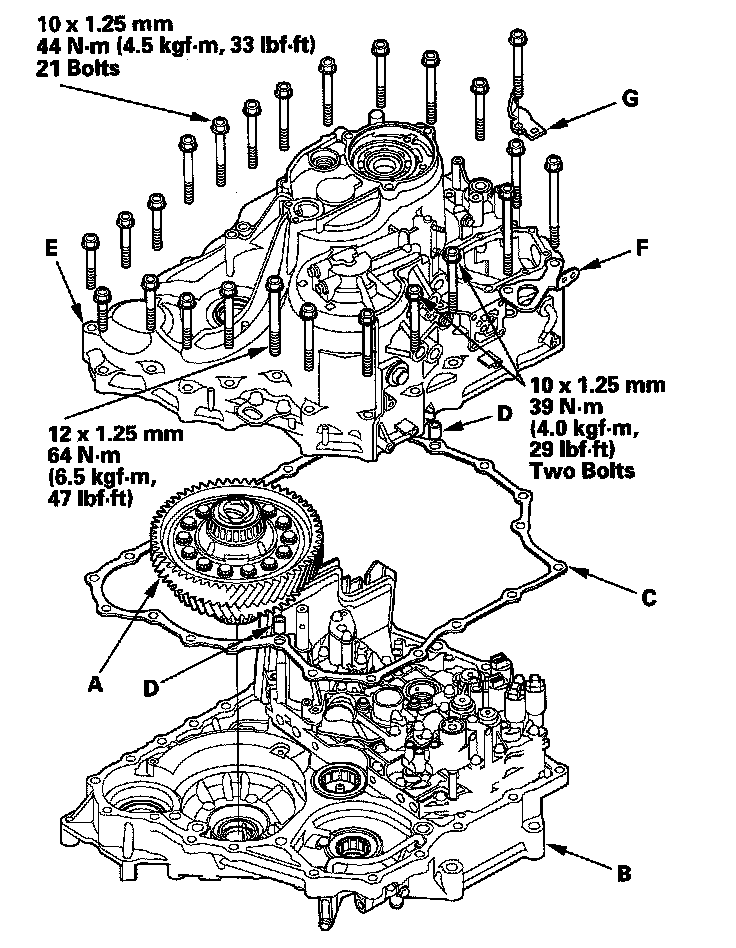 10 x 1.25 mm
44 N·m (4.5 kgf·m, 33 lbf·ft)
21 Bolts
G
E
F
10 x 1.25 mm
39 N·m
(4.0 kgf·m,
29 lbf·ft)
Two Bolts
D
12 x 1.25 mm
64 N·m
(6.5 kgf·m,
47 lbf·ft)
C
A
D
B